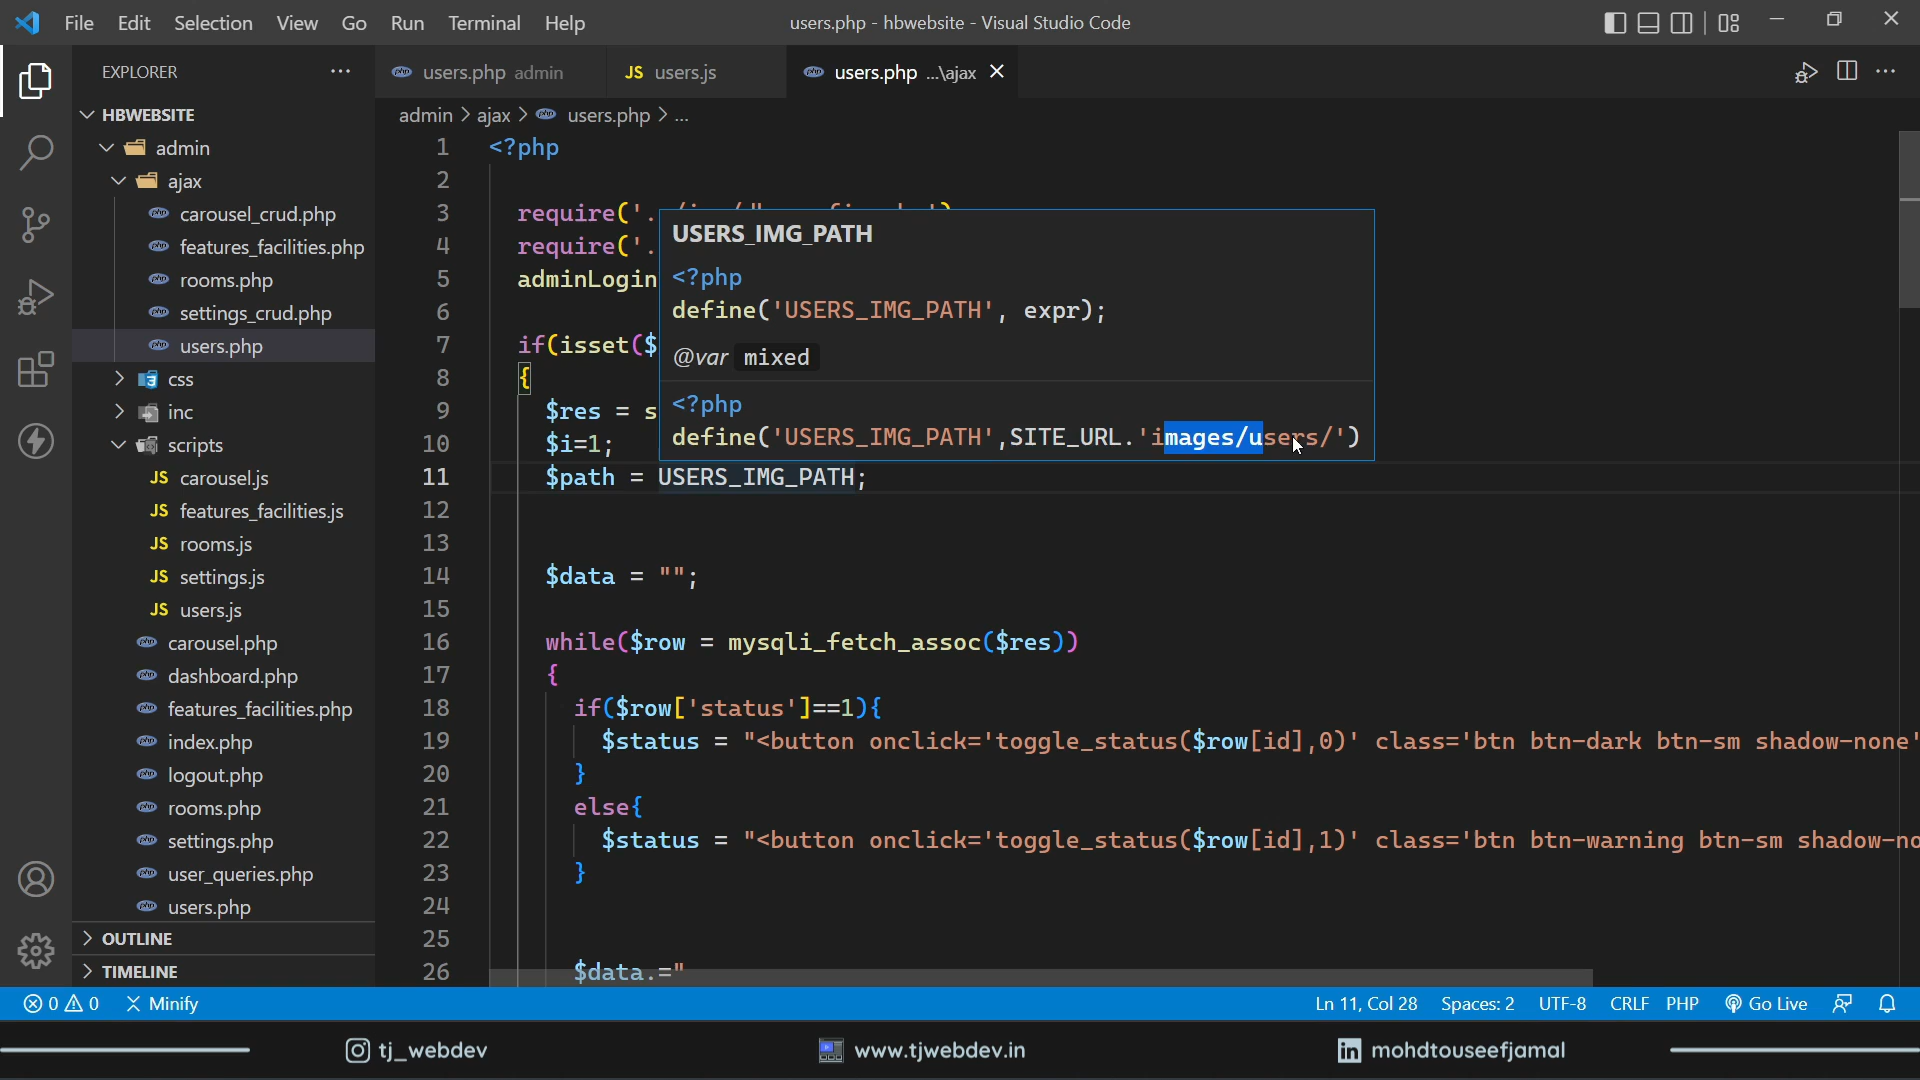 File Edit Selection View Go Run Terminal Help
users.php - hbwebsite - Visual Studio Code
EXPLORER
users.php admin
JS users.js
users.php ...\ajax
admin > ajax > users.php > ...
HBWEBSITE
admin
ajax
carousel_crud.php
features_facilities.php
rooms.php
settings_crud.php
users.php
css
inc
scripts
JS carousel.js
JS features_facilities.js
JS rooms.js
JS settings.js
JS users.js
carousel.php
dashboard.php
features_facilities.php
index.php
logout.php
rooms.php
settings.php
user_queries.php
users.php
OUTLINE
TIMELINE
1 <?php
2
3 require('.
4 require('.
5 adminLogin
6
7 if(isset($
8 {
9 $res = s
10 $i=1;
11 $path = USERS_IMG_PATH;
12
13
14 $data = "";
15
16 while($row = mysqli_fetch_assoc($res))
17 {
18 if($row['status']==1){
19 $status = "<button onclick='toggle_status($row[id],0)' class='btn btn-dark btn-sm shadow-none'
20 }
21 else{
22 $status = "<button onclick='toggle_status($row[id],1)' class='btn btn-warning btn-sm shadow-no
23 }
24
25
26 $data.="
USERS_IMG_PATH
<?php
define('USERS_IMG_PATH', expr);
@var mixed
<?php
define('USERS_IMG_PATH',SITE_URL.'images/users/')
0 0 Minify
Ln 11, Col 28 Spaces: 2 UTF-8 CRLF PHP Go Live
tj_webdev
www.tjwebdev.in
in mohdtouseefjamal